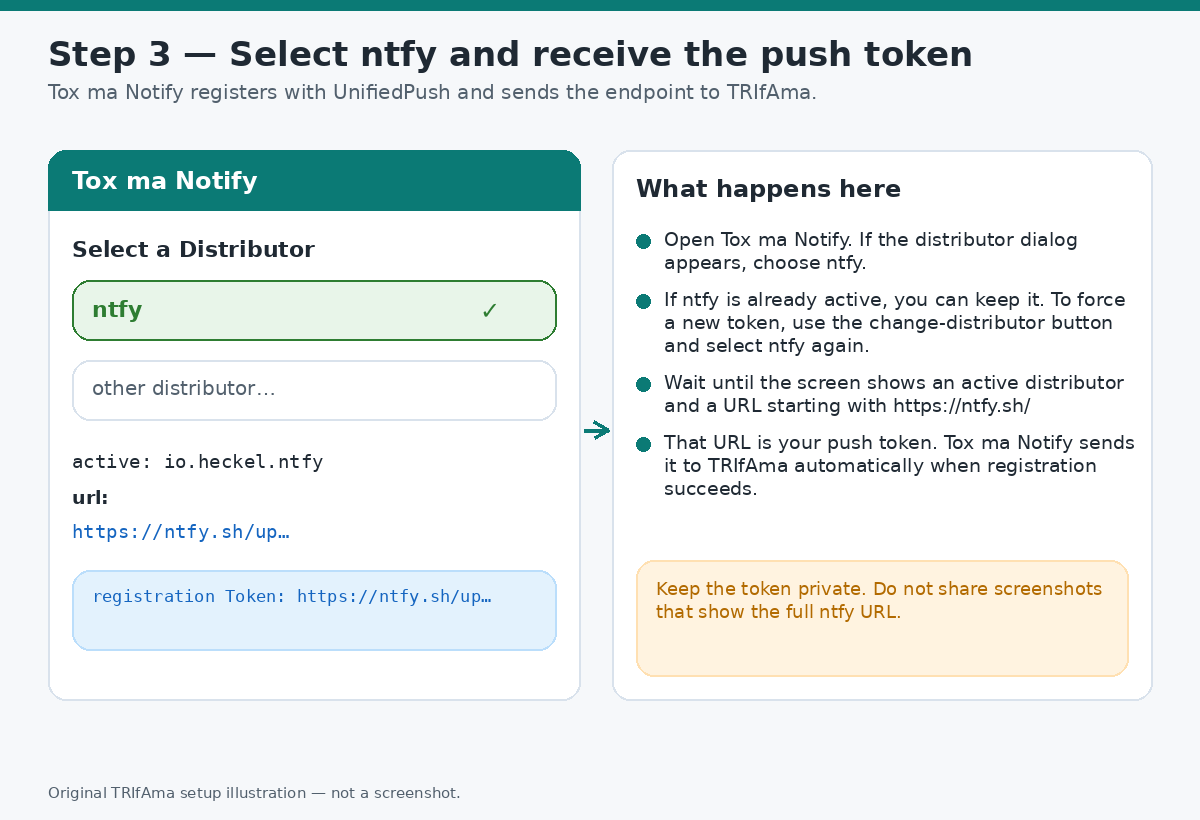 Step 3 — Select ntfy and receive the push token
Tox ma Notify registers with UnifiedPush and sends the endpoint to TRIfAma.
Tox ma Notify
Select a Distributor
ntfy ✓
other distributor…
active: io.heckel.ntfy
url:
https://ntfy.sh/up…
registration Token: https://ntfy.sh/up…
What happens here
Open Tox ma Notify. If the distributor dialog
appears, choose ntfy.
If ntfy is already active, you can keep it. To force
a new token, use the change-distributor button
and select ntfy again.
Wait until the screen shows an active distributor
and a URL starting with https://ntfy.sh/
That URL is your push token. Tox ma Notify sends
it to TRIfAma automatically when registration
succeeds.
Keep the token private. Do not share screenshots
that show the full ntfy URL.
Original TRIfAma setup illustration — not a screenshot.